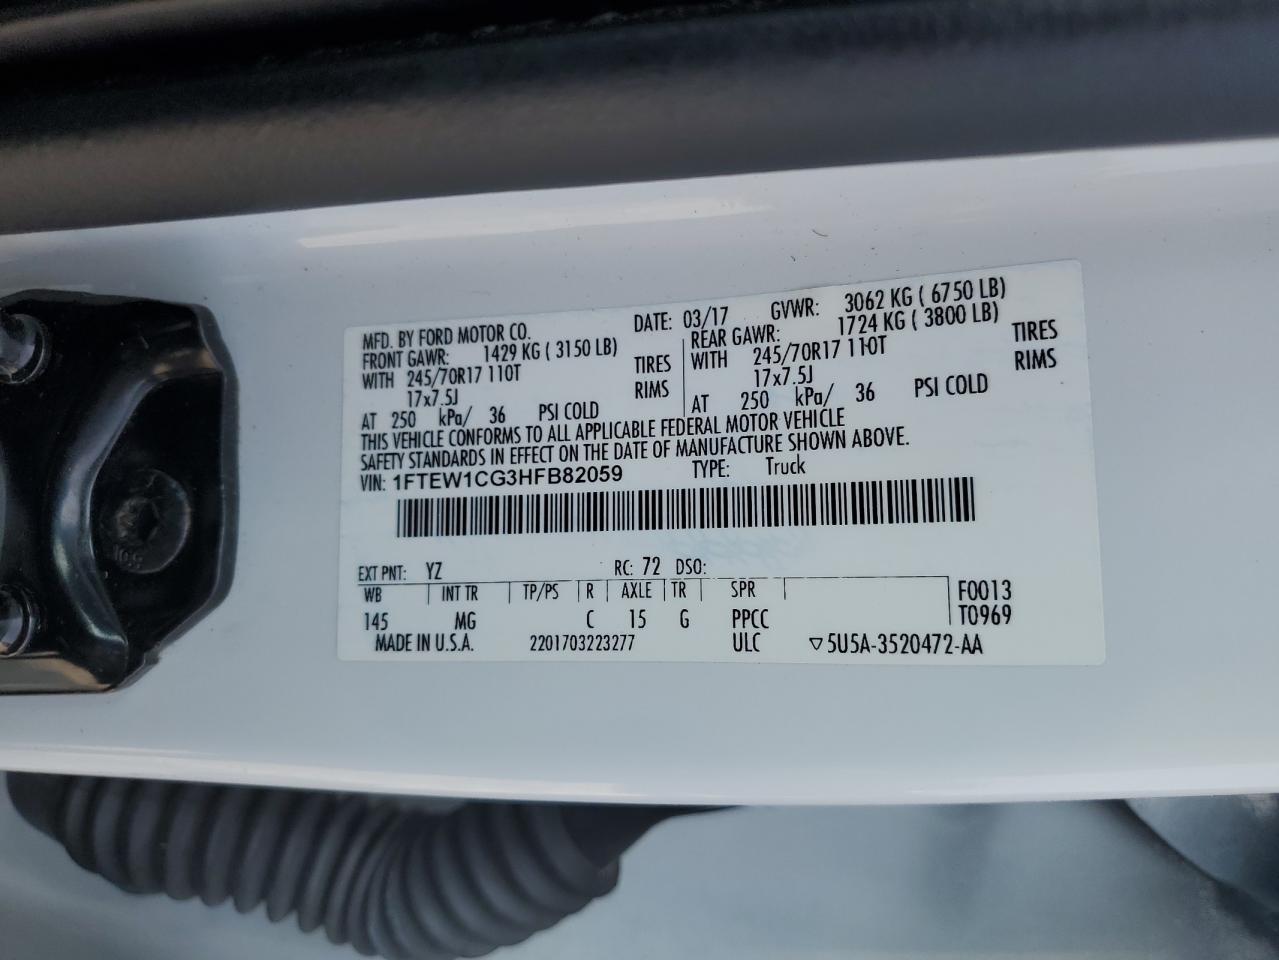 MFD. BY FORD MOTOR CO. DATE: 03/17 GVWR: 3062 KG ( 6750 LB)
FRONT GAWR: 1429 KG ( 3150 LB) REAR GAWR: 1724 KG ( 3800 LB)
WITH 245/70R17 110T TIRES WITH 245/70R17 110T TIRES
17x7.5J RIMS 17x7.5J RIMS
AT 250 kPa/ 36 PSI COLD AT 250 kPa/ 36 PSI COLD
THIS VEHICLE CONFORMS TO ALL APPLICABLE FEDERAL MOTOR VEHICLE
SAFETY STANDARDS IN EFFECT ON THE DATE OF MANUFACTURE SHOWN ABOVE.
VIN: 1FTEW1CG3HFB82059 TYPE: Truck
EXT PNT: YZ RC: 72 DSO:
WB INT TR TP/PS R AXLE TR SPR F0013
145 MG C 15 G PPCC T0969
MADE IN U.S.A. 2201703223277 ULC ▽5U5A-3520472-AA